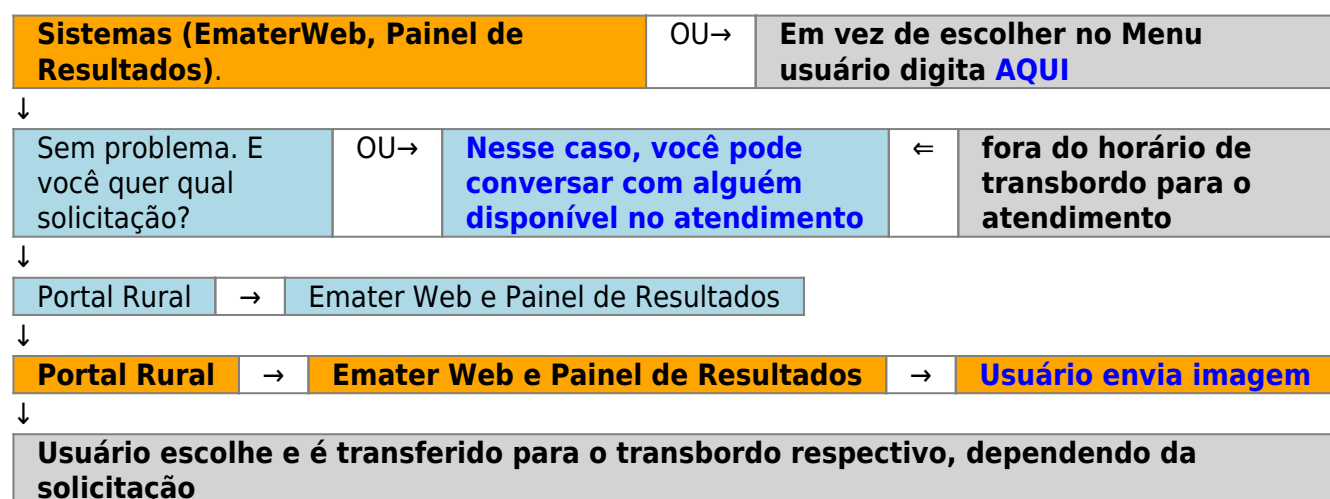 Sistemas (EmaterWeb, Painel de Resultados).
OU→
Em vez de escolher no Menu usuário digita AQUI
↓
Sem problema. E você quer qual solicitação?
OU→
Nesse caso, você pode conversar com alguém disponível no atendimento
⇐
fora do horário de transbordo para o atendimento
↓
Portal Rural → Emater Web e Painel de Resultados
↓
Portal Rural → Emater Web e Painel de Resultados → Usuário envia imagem
↓
Usuário escolhe e é transferido para o transbordo respectivo, dependendo da
solicitação